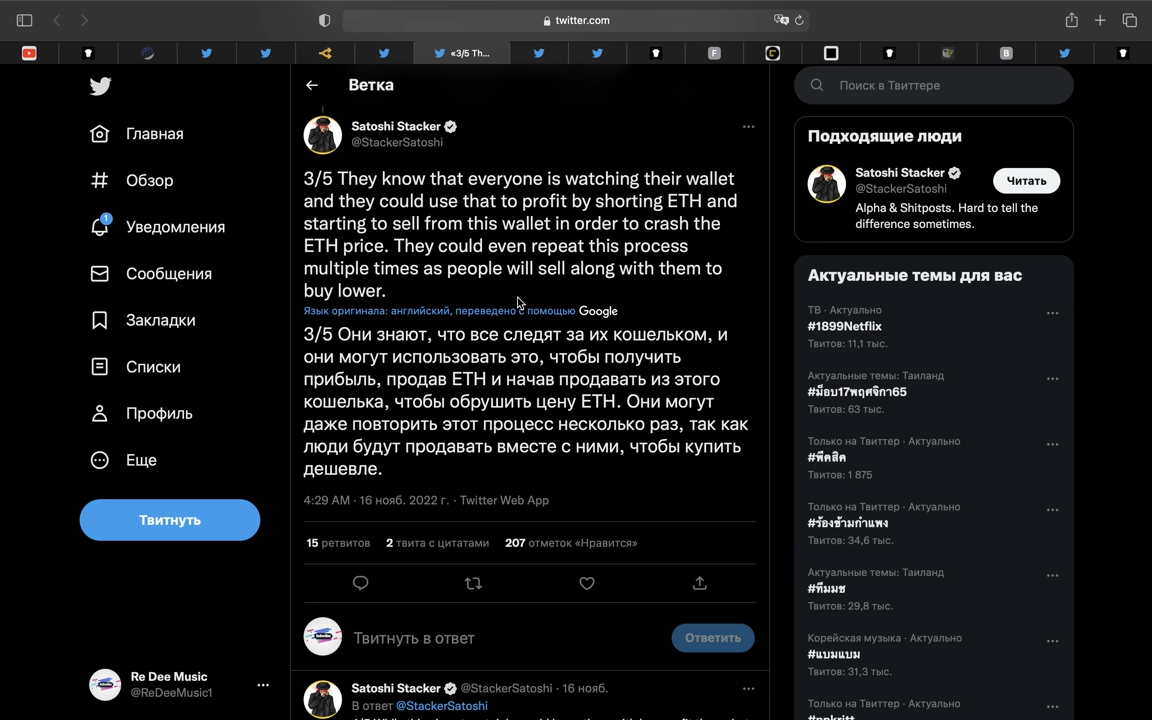 twitter.com
«3/5 Th...
F
B
Главная
Обзор
1
Уведомления
Сообщения
Закладки
Списки
Профиль
Еще
Твитнуть
Re Dee Music
@ReDeeMusic1
Ветка
Satoshi Stacker
@StackerSatoshi
3/5 They know that everyone is watching their wallet
and they could use that to profit by shorting ETH and
starting to sell from this wallet in order to crash the
ETH price. They could even repeat this process
multiple times as people will sell along with them to
buy lower.
Язык оригинала: английский, переведено с помощью Google
3/5 Они знают, что все следят за их кошельком, и
они могут использовать это, чтобы получить
прибыль, продав ETH и начав продавать из этого
кошелька, чтобы обрушить цену ETH. Они могут
даже повторить этот процесс несколько раз, так как
люди будут продавать вместе с ними, чтобы купить
дешевле.
4:29 AM · 16 нояб. 2022 г. · Twitter Web App
15 ретвитов 2 твита с цитатами 207 отметок «Нравится»
Твитнуть в ответ
Ответить
Satoshi Stacker @StackerSatoshi · 16 нояб.
В ответ @StackerSatoshi
Поиск в Твиттере
Подходящие люди
Satoshi Stacker
@StackerSatoshi
Читать
Alpha & Shitposts. Hard to tell the
difference sometimes.
Актуальные темы для вас
ТВ · Актуально
#1899Netflix
Твитов: 11,1 тыс.
Актуальные темы: Таиланд
#ม็อบ17พฤศจิกา65
Твитов: 63 тыс.
Только на Твиттер · Актуально
#พีคสิค
Твитов: 1 875
Только на Твиттер · Актуально
#ร้องข้ามกำแพง
Твитов: 34,6 тыс.
Актуальные темы: Таиланд
#ทีมมช
Твитов: 29,8 тыс.
Корейская музыка · Актуально
#แบมแบม
Твитов: 31,3 тыс.
Только на Твиттер · Актуально
#ppkritt